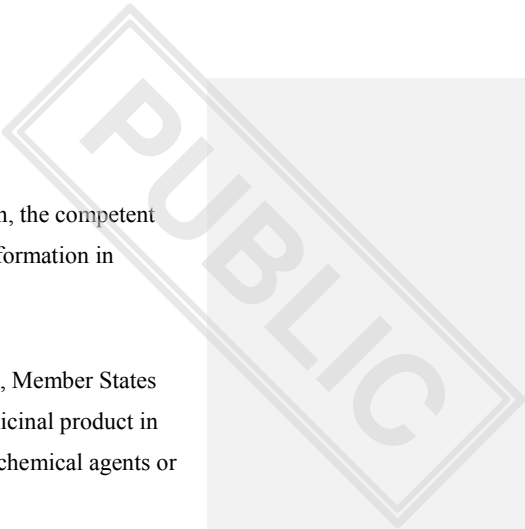 n, the competent
formation in
, Member States
icinal product in
chemical agents or
PUBLIC